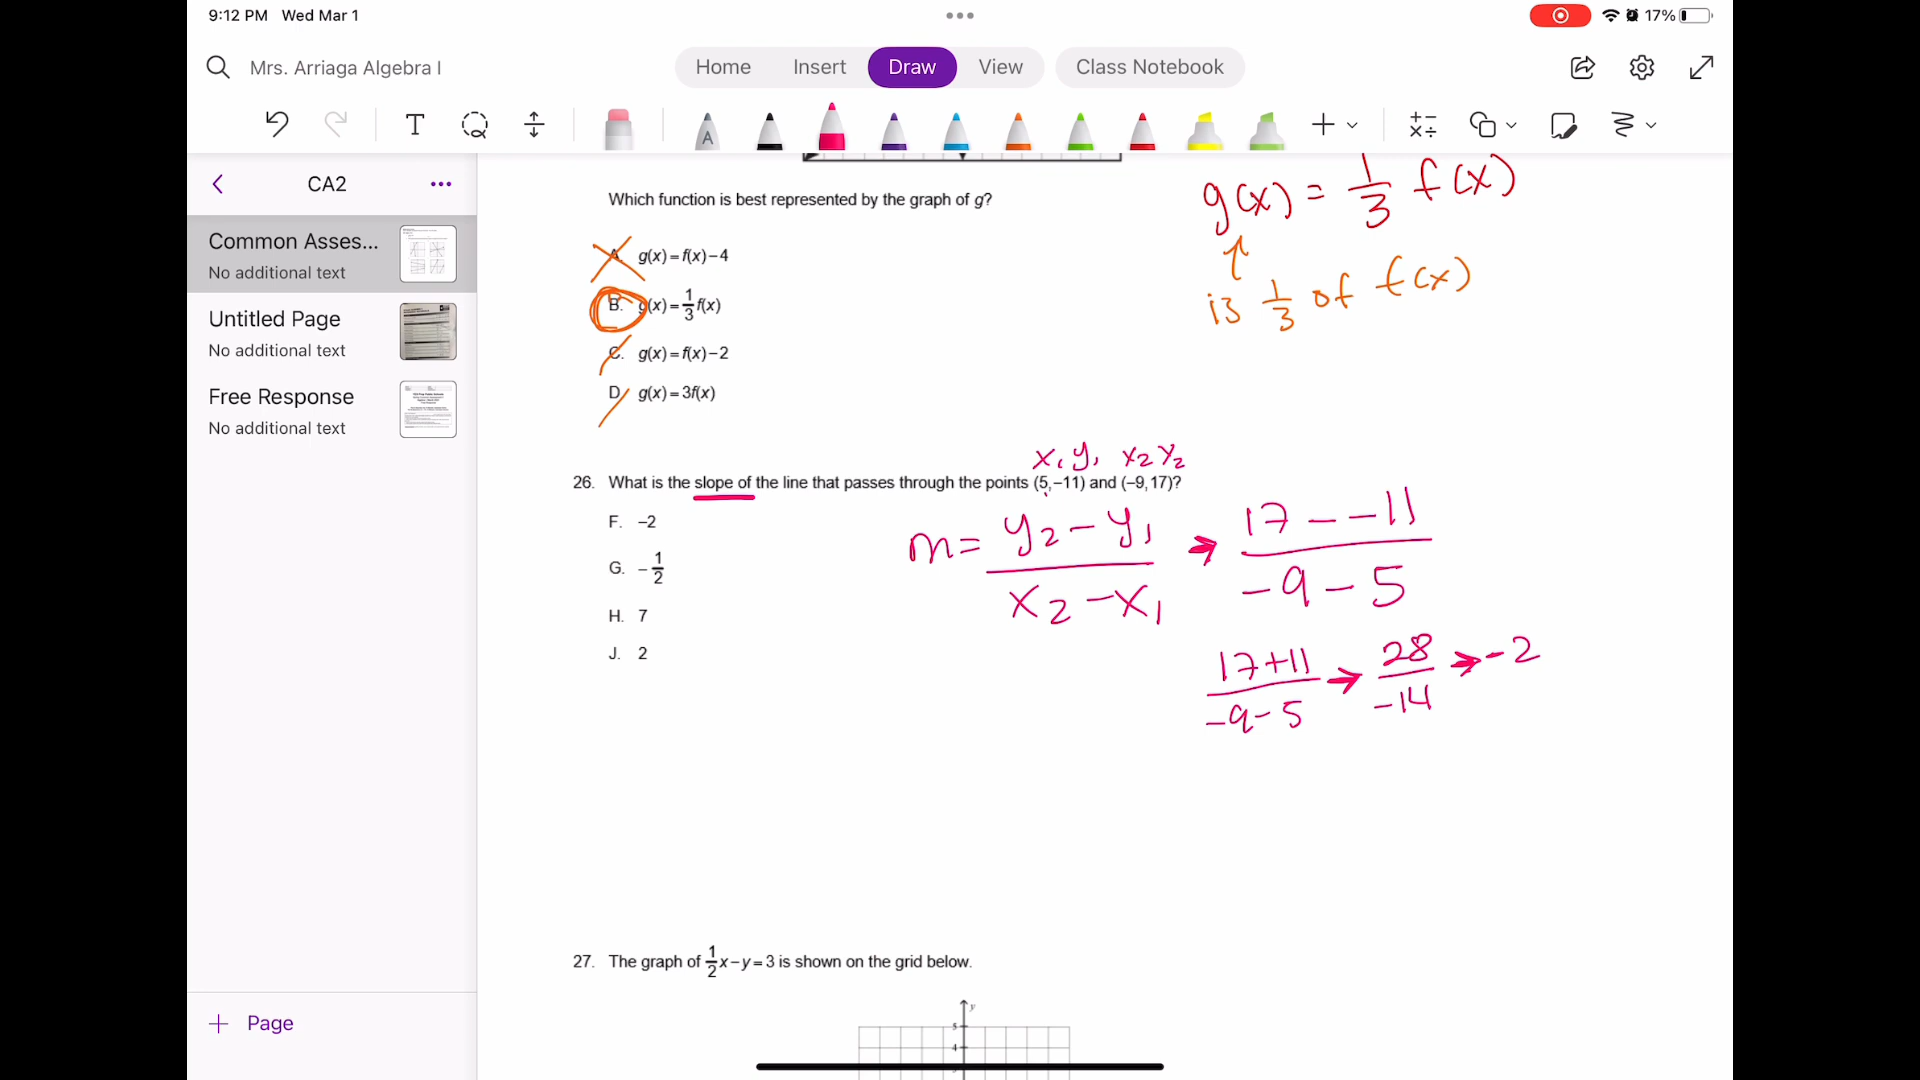 9:12 PM Wed Mar 1
17%
Mrs. Arriaga Algebra I
Home Insert Draw View Class Notebook
T A
CA2
Common Asses...
No additional text
Untitled Page
No additional text
Free Response
No additional text
+ Page
Which function is best represented by the graph of g?
A. g(x) = f(x) − 4
B. g(x) = 1/3 f(x)
C. g(x) = f(x) − 2
D. g(x) = 3f(x)
g(x) = 1/3 f(x)
↑
is 1/3 of f(x)
x₁ y₁ x₂ y₂
26. What is the slope of the line that passes through the points (5, −11) and (−9, 17)?
F. −2
G. −1/2
H. 7
J. 2
m = (y₂ − y₁)/(x₂ − x₁) → (17 − −11)/(−9 − 5)
(17 + 11)/(−9 − 5) → 28/−14 → −2
27. The graph of 1/2 x − y = 3 is shown on the grid below.
y
5
4